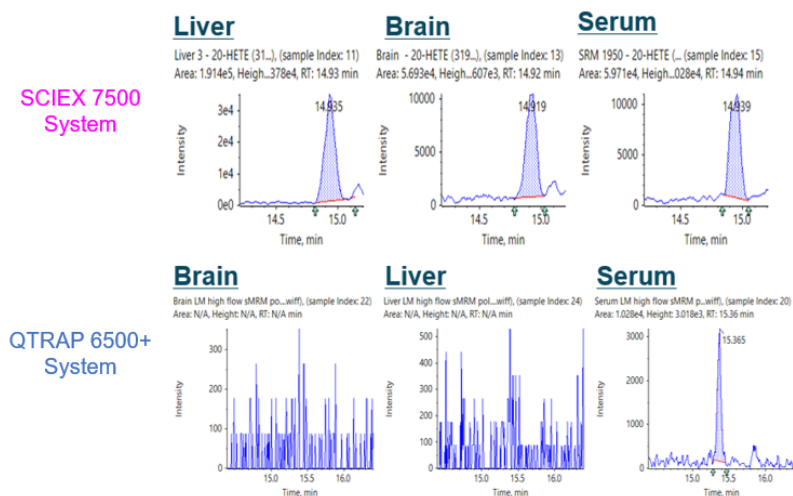 Liver
Brain
Serum
SCIEX 7500
System
Liver 3 - 20-HETE (31...), (sample Index: 11)
Area: 1.914e5, Heigh...378e4, RT: 14.93 min
Brain - 20-HETE (319...), (sample Index: 13)
Area: 5.693e4, Heigh...607e3, RT: 14.92 min
SRM 1950 - 20-HETE (... (sample Index: 15)
Area: 5.971e4, Heigh...028e4, RT: 14.94 min
14.935
14.919
14.939
Intensity
3e4
2e4
1e4
0e0
14.5
15.0
Time, min
Intensity
10000
5000
0
14.5
15.0
Time, min
Intensity
10000
5000
0
14.5
15.0
Time, min
Brain
Liver
Serum
QTRAP 6500+
System
Brain LM high flow sMRM po...wiff), (sample Index: 22)
Area: N/A, Height: N/A, RT: N/A min
Liver LM high flow sMRM pol...wiff), (sample Index: 24)
Area: N/A, Height: N/A, RT: N/A min
Serum LM high flow sMRM p...wiff), (sample Index: 20)
Area: 1.028e4, Height: 3.018e3, RT: 15.36 min
Intensity
300
200
100
0
15.0
15.5
16.0
Time, min
Intensity
500
400
300
200
100
0
15.0
15.5
16.0
Time, min
15.365
Intensity
3000
2000
1000
0
15.0
15.5
16.0
Time, min